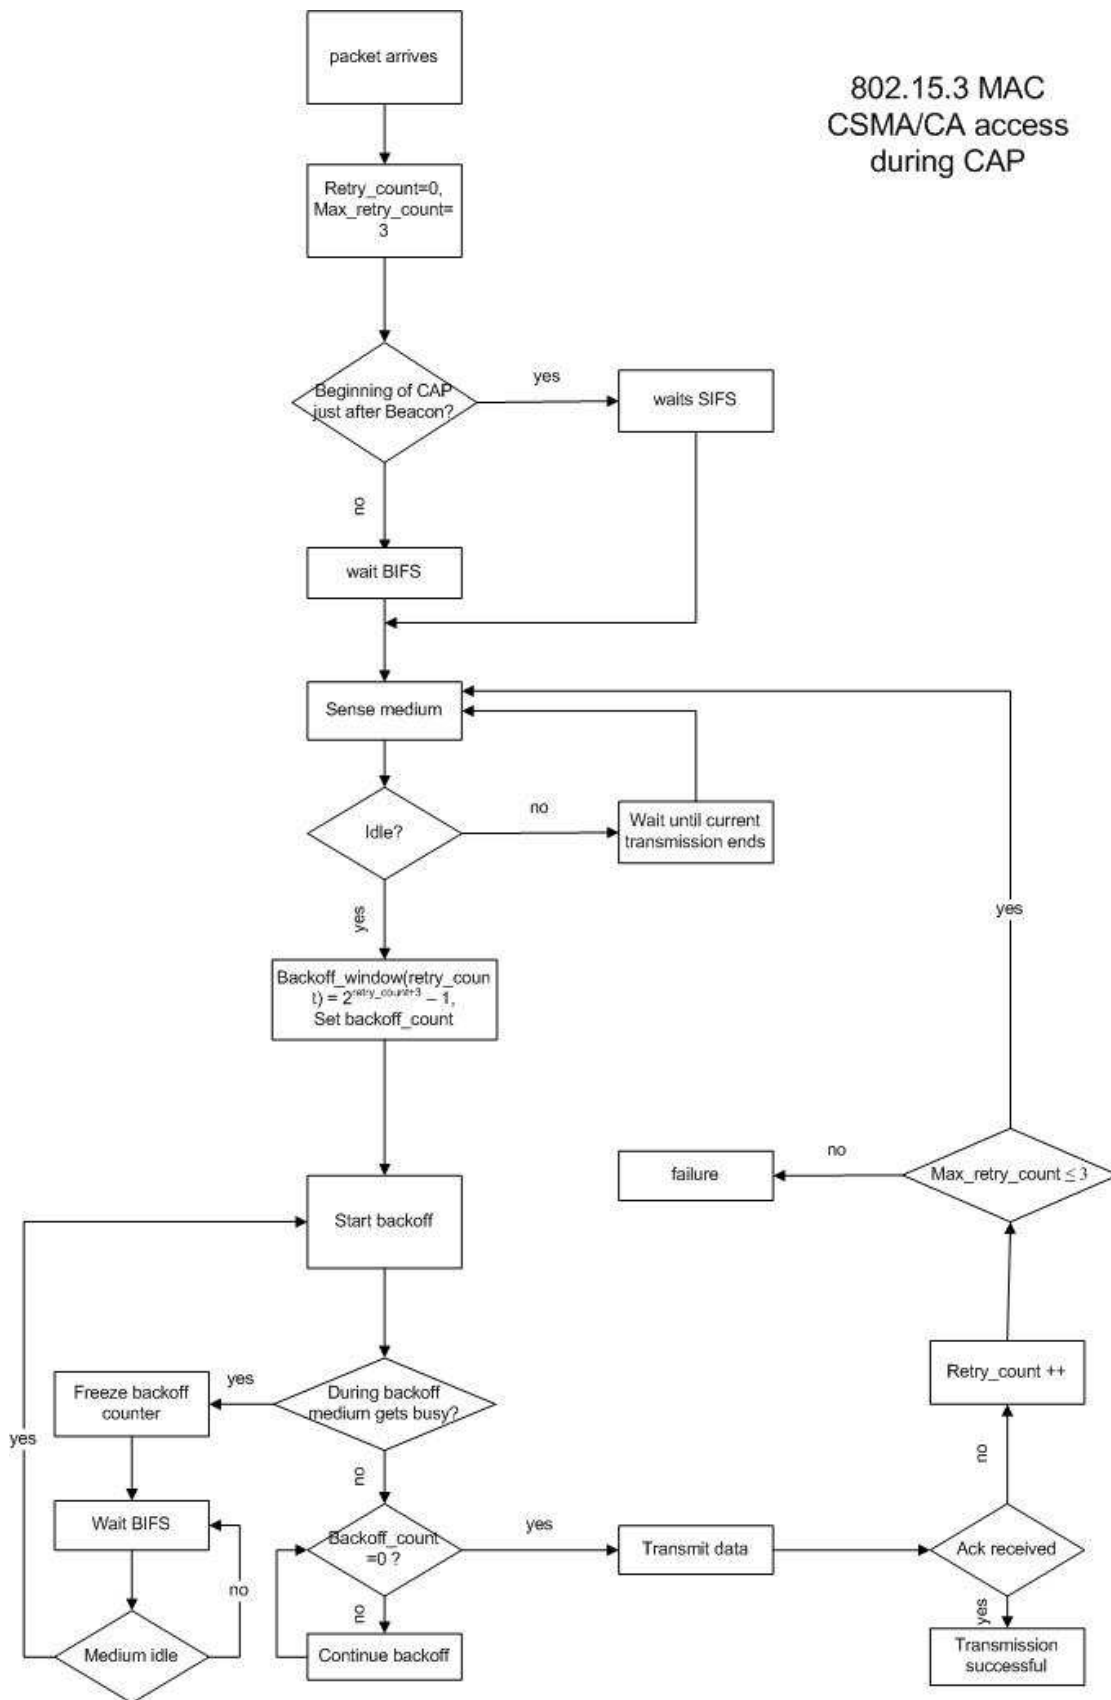 packet arrives
802.15.3 MAC
CSMA/CA access
during CAP
Retry_count=0,
Max_retry_count=
3
Beginning of CAP
just after Beacon?
yes
waits SIFS
no
wait BIFS
Sense medium
Idle?
no
Wait until current
transmission ends
yes
yes
Backoff_window(retry_coun
t) = 2^retry_count+3 – 1,
Set backoff_count
failure
no
Max_retry_count ≤ 3
Start backoff
Retry_count ++
Freeze backoff
counter
yes
During backoff
medium gets busy?
yes
no
no
Wait BIFS
Backoff_count
=0 ?
yes
Transmit data
Ack received
no
no
yes
Medium idle
Continue backoff
Transmission
successful